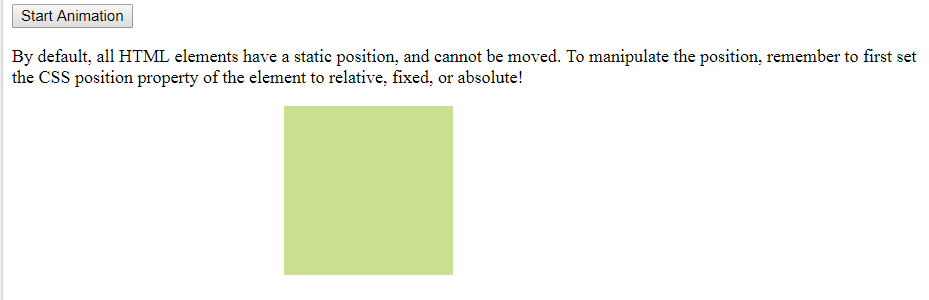 Start Animation
By default, all HTML elements have a static position, and cannot be moved. To manipulate the position, remember to first set
the CSS position property of the element to relative, fixed, or absolute!